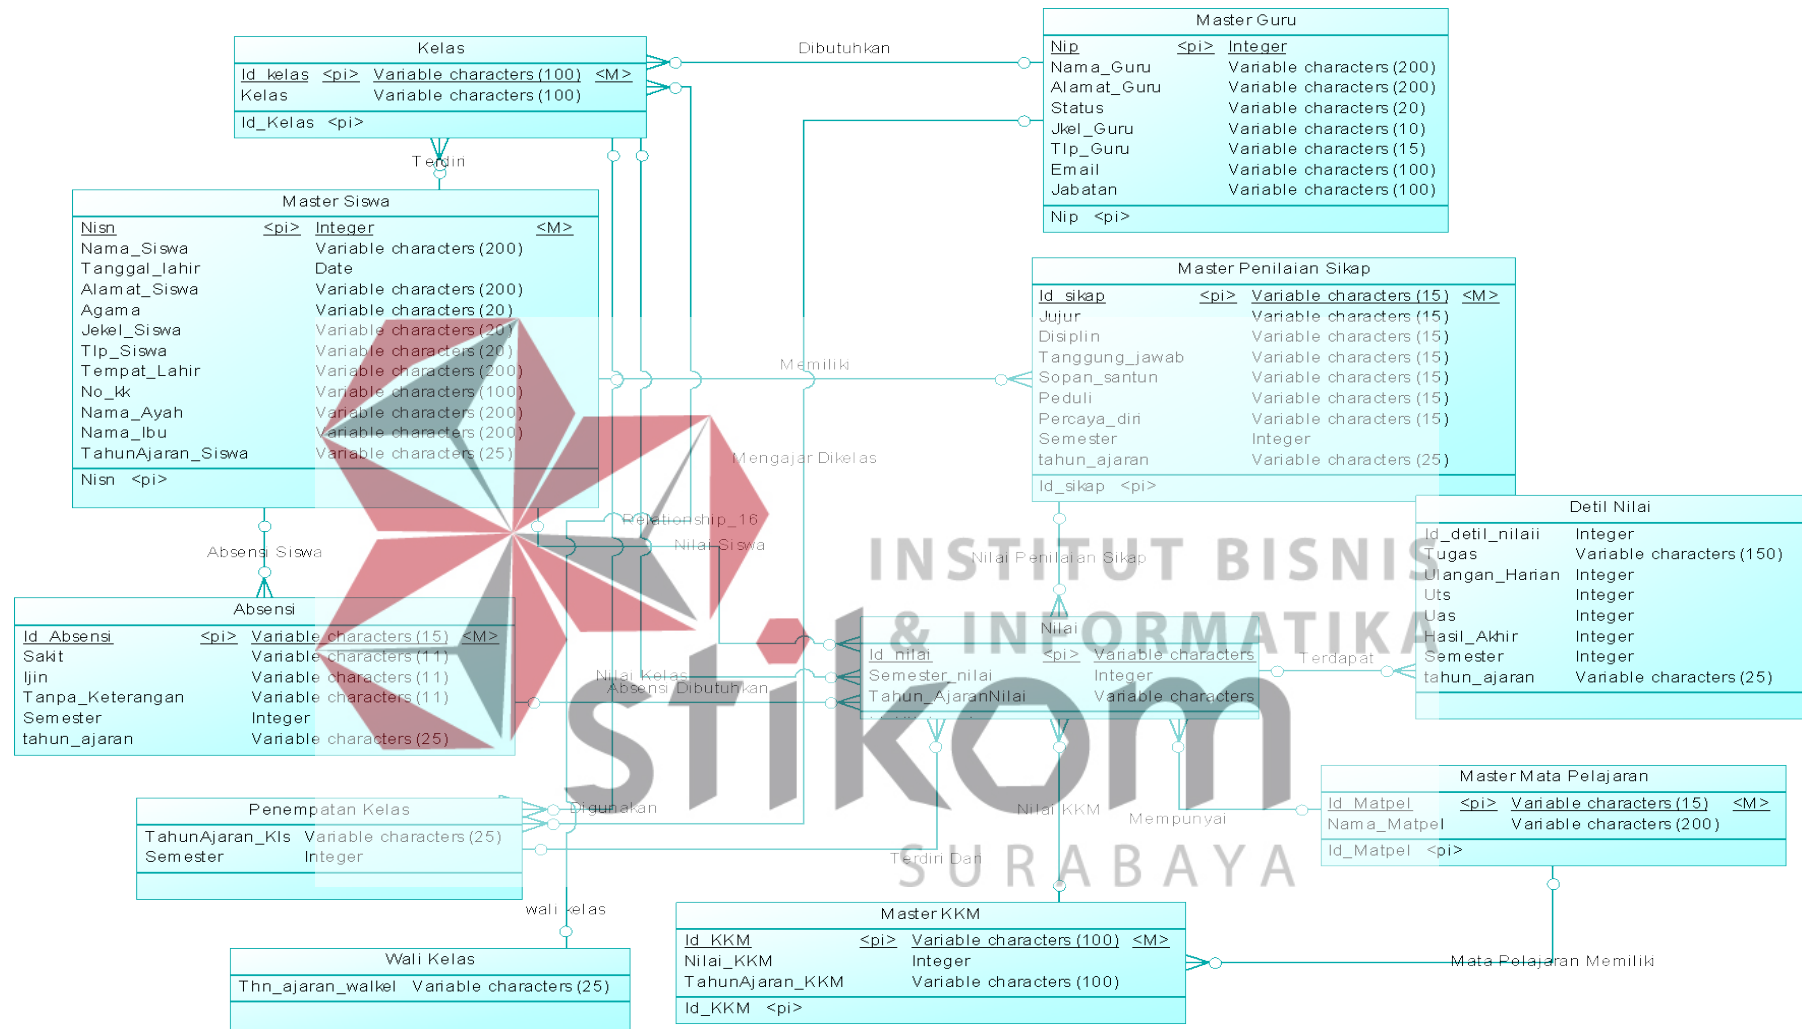 Kelas
Id_kelas <pi> Variable characters (100) <M>
Kelas Variable characters (100)
Id_Kelas <pi>
Dibutuhkan
Master Guru
Nip <pi> Integer
Nama_Guru Variable characters (200)
Alamat_Guru Variable characters (200)
Status Variable characters (20)
Jkel_Guru Variable characters (10)
Tlp_Guru Variable characters (15)
Email Variable characters (100)
Jabatan Variable characters (100)
Nip <pi>
Terdiri
Master Siswa
Nisn <pi> Integer <M>
Nama_Siswa Variable characters (200)
Tanggal_lahir Date
Alamat_Siswa Variable characters (200)
Agama Variable characters (20)
Jekel_Siswa Variable characters (20)
Tlp_Siswa Variable characters (20)
Tempat_Lahir Variable characters (200)
No_kk Variable characters (100)
Nama_Ayah Variable characters (200)
Nama_Ibu Variable characters (200)
TahunAjaran_Siswa Variable characters (25)
Nisn <pi>
Memiliki
Master Penilaian Sikap
Id_sikap <pi> Variable characters (15) <M>
Jujur Variable characters (15)
Disiplin Variable characters (15)
Tanggung_jawab Variable characters (15)
Sopan_santun Variable characters (15)
Peduli Variable characters (15)
Percaya_diri Variable characters (15)
Semester Integer
tahun_ajaran Variable characters (25)
Id_sikap <pi>
Mengajar Dikelas
Relationship_16
Nilai Siswa
Absensi Siswa
Nilai Penilaian Sikap
Detil Nilai
Id_detil_nilaii Integer
Tugas Variable characters (150)
Ulangan_Harian Integer
Uts Integer
Uas Integer
Hasil_Akhir Integer
Semester Integer
tahun_ajaran Variable characters (25)
INSTITUT BISNIS
& INFORMATIKA
stikom
SURABAYA
Absensi
Id_Absensi <pi> Variable characters (15) <M>
Sakit Variable characters (11)
Ijin Variable characters (11)
Tanpa_Keterangan Variable characters (11)
Semester Integer
tahun_ajaran Variable characters (25)
Nilai Kelas
Absensi Dibutuhkan
Nilai
Id_nilai <pi> Variable characters
Semester_nilai Integer
Tahun_AjaranNilai Variable characters
Terdapat
Penempatan Kelas
TahunAjaran_Kls Variable characters (25)
Semester Integer
Digunakan
Terdiri Dari
Nilai KKM
Mempunyai
Master Mata Pelajaran
Id_Matpel <pi> Variable characters (15) <M>
Nama_Matpel Variable characters (200)
Id_Matpel <pi>
wali kelas
Wali Kelas
Thn_ajaran_walkel Variable characters (25)
Master KKM
Id_KKM <pi> Variable characters (100) <M>
Nilai_KKM Integer
TahunAjaran_KKM Variable characters (100)
Id_KKM <pi>
Mata Pelajaran Memiliki